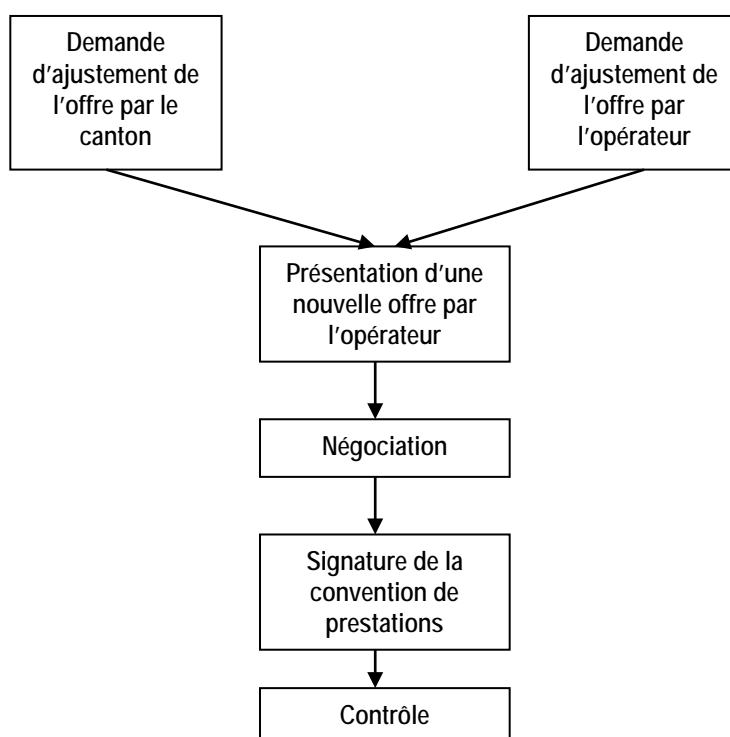 Demande
d'ajustement de
l'offre par le
canton
Demande
d'ajustement de
l'offre par
l'opérateur
Présentation d'une
nouvelle offre par
l'opérateur
Négociation
Signature de la
convention de
prestations
Contrôle